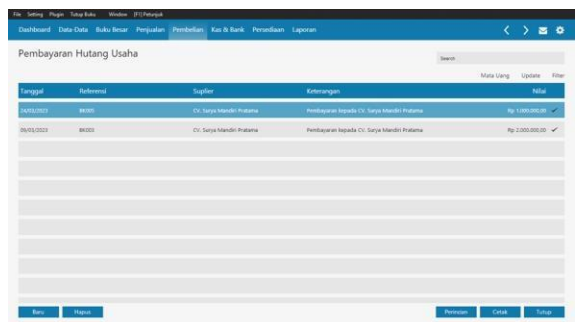 File Setting Plugin Tutup Buku Window [F1] Petunjuk
Dashboard Data-Data Buku Besar Penjualan Pembelian Kas & Bank Persediaan Laporan
Pembayaran Hutang Usaha
Search
Mata Uang Update Filter
Tanggal Referensi Suplier Keterangan Nilai
24/03/2023 BK005 CV. Surya Mandiri Pratama Pembayaran kepada CV. Surya Mandiri Pratama Rp 1.000.000,00
09/03/2023 BK003 CV. Surya Mandiri Pratama Pembayaran kepada CV. Surya Mandiri Pratama Rp 2.000.000,00
Baru Hapus Perincian Cetak Tutup